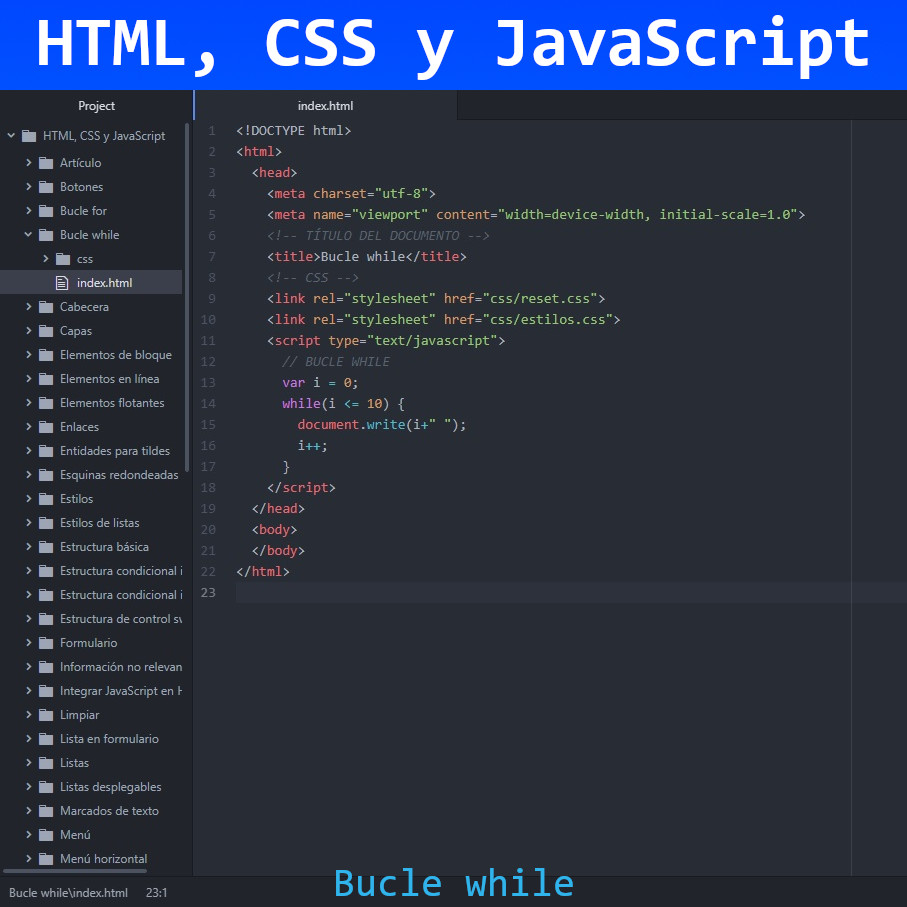 HTML, CSS y JavaScript
Project
HTML, CSS y JavaScript
Artículo
Botones
Bucle for
Bucle while
css
index.html
Cabecera
Capas
Elementos de bloque
Elementos en línea
Elementos flotantes
Enlaces
Entidades para tildes
Esquinas redondeadas
Estilos
Estilos de listas
Estructura básica
Estructura condicional i
Estructura condicional i
Estructura de control sv
Formulario
Información no relevan
Integrar JavaScript en H
Limpiar
Lista en formulario
Listas
Listas desplegables
Marcados de texto
Menú
Menú horizontal
index.html
1 <!DOCTYPE html>
2 <html>
3 <head>
4 <meta charset="utf-8">
5 <meta name="viewport" content="width=device-width, initial-scale=1.0">
6 <!-- TÍTULO DEL DOCUMENTO -->
7 <title>Bucle while</title>
8 <!-- CSS -->
9 <link rel="stylesheet" href="css/reset.css">
10 <link rel="stylesheet" href="css/estilos.css">
11 <script type="text/javascript">
12 // BUCLE WHILE
13 var i = 0;
14 while(i <= 10) {
15 document.write(i+" ");
16 i++;
17 }
18 </script>
19 </head>
20 <body>
21 </body>
22 </html>
23
Bucle while\index.html 23:1
Bucle while